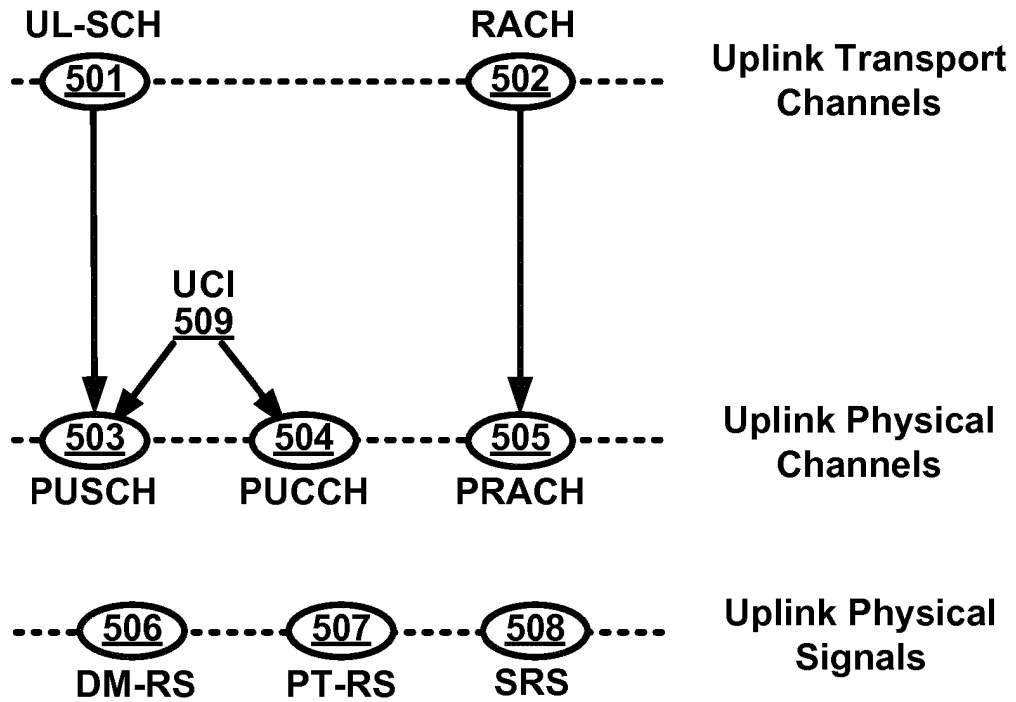 UL-SCH
RACH
501
502
Uplink Transport
Channels
UCI
509
503
504
505
Uplink Physical
Channels
PUSCH
PUCCH
PRACH
506
507
508
Uplink Physical
Signals
DM-RS
PT-RS
SRS